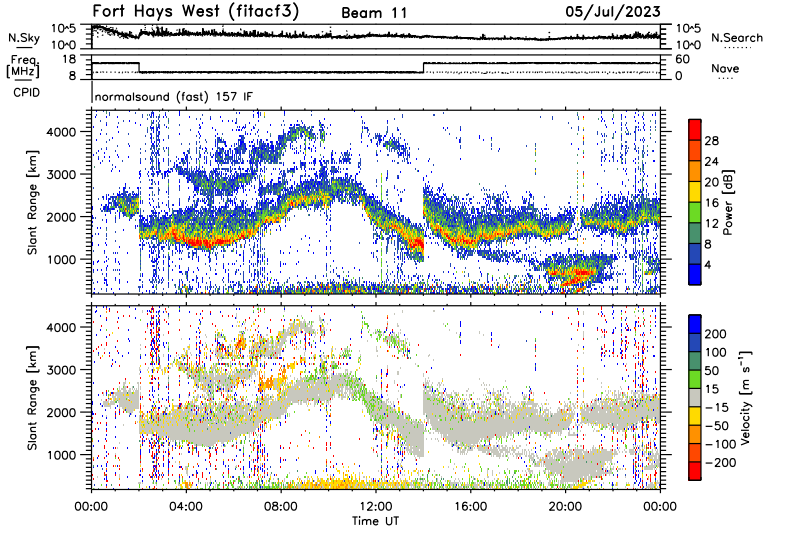 Fort Hays West (fitacf3) Beam 11 05/Jul/2023
N.Sky 10^5 10^0 10^5 10^0 N.Search
Freq. [MHz] 18 8 60 0 Nave
CPID normalsound (fast) 157 IF
Slant Range [km] 4000 3000 2000 1000
28 24 20 16 12 8 4 Power [dB]
Slant Range [km] 4000 3000 2000 1000
200 100 50 15 −15 −50 −100 −200 Velocity [m s⁻¹]
00:00 04:00 08:00 12:00 16:00 20:00 00:00
Time UT